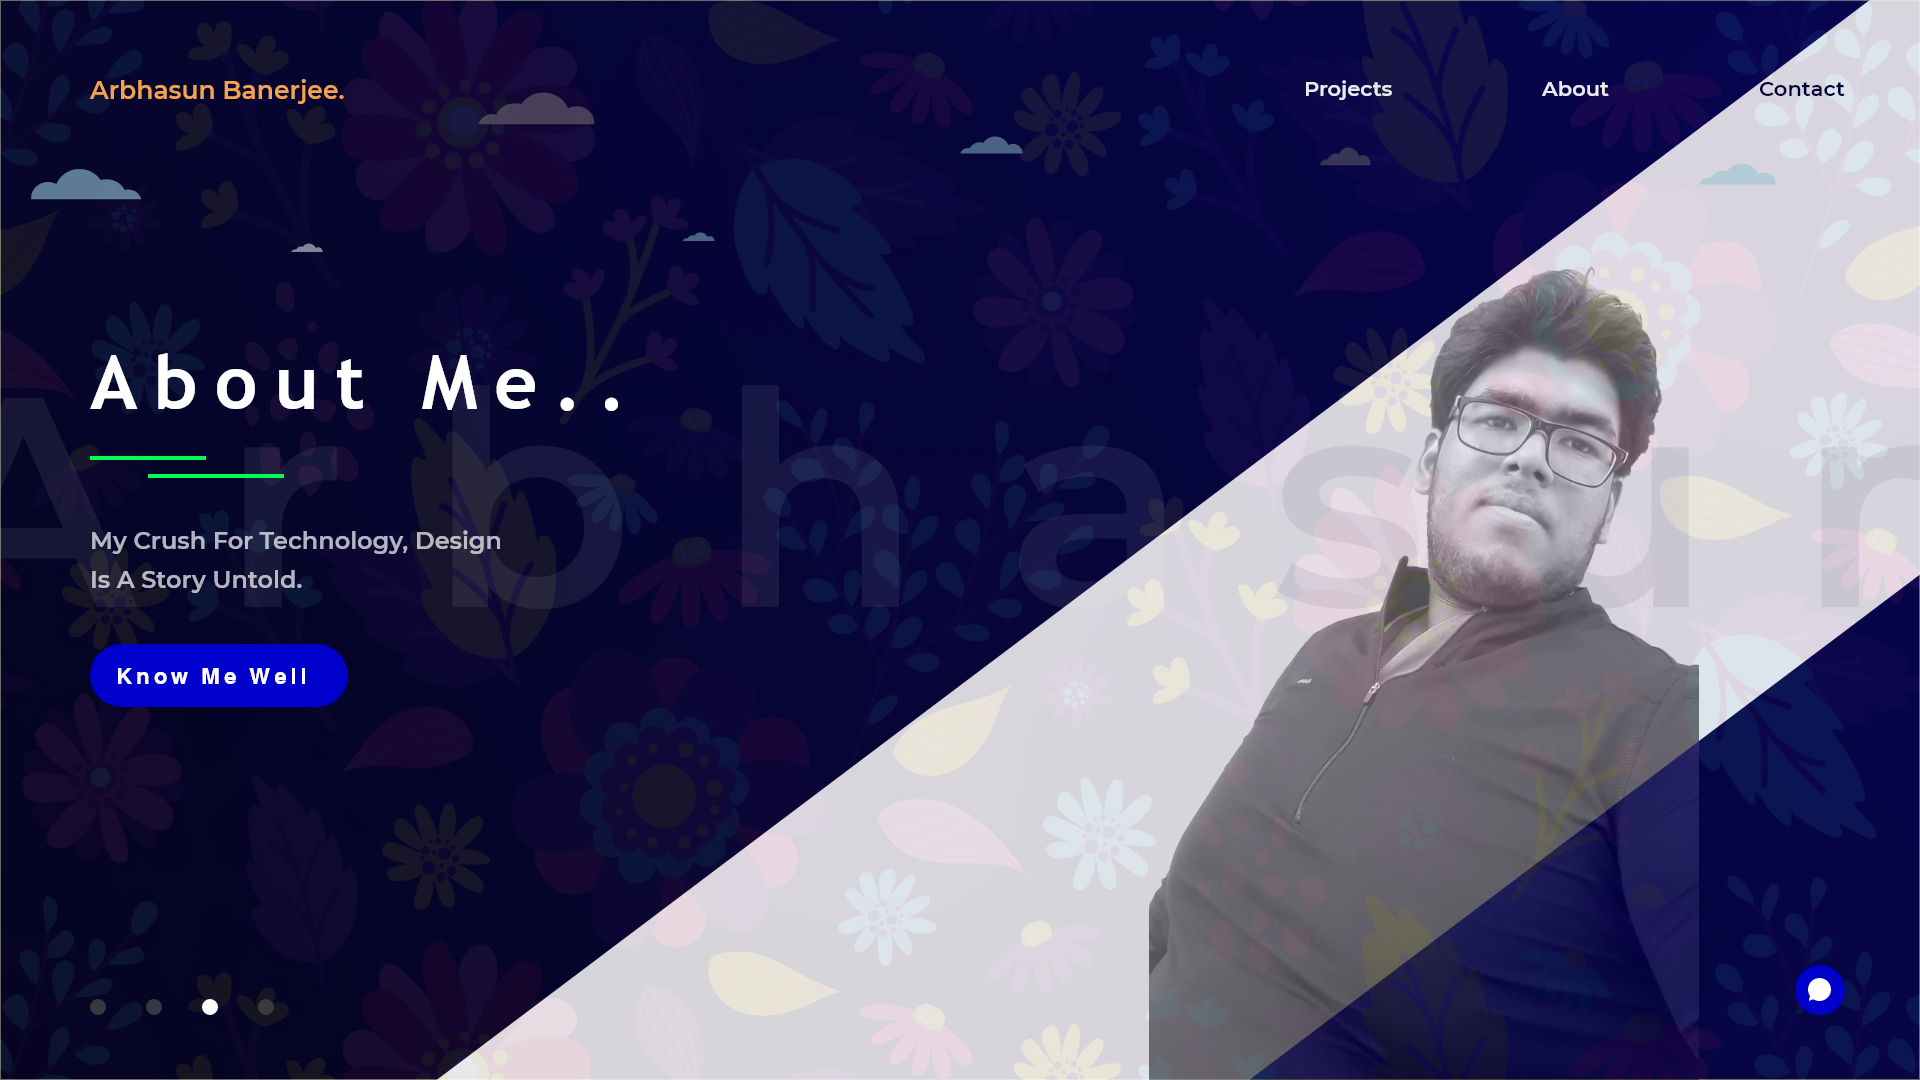 Arbhasun Banerjee.
Projects
About
Contact
About Me..
Arbhasun
My Crush For Technology, Design
Is A Story Untold.
Know Me Well